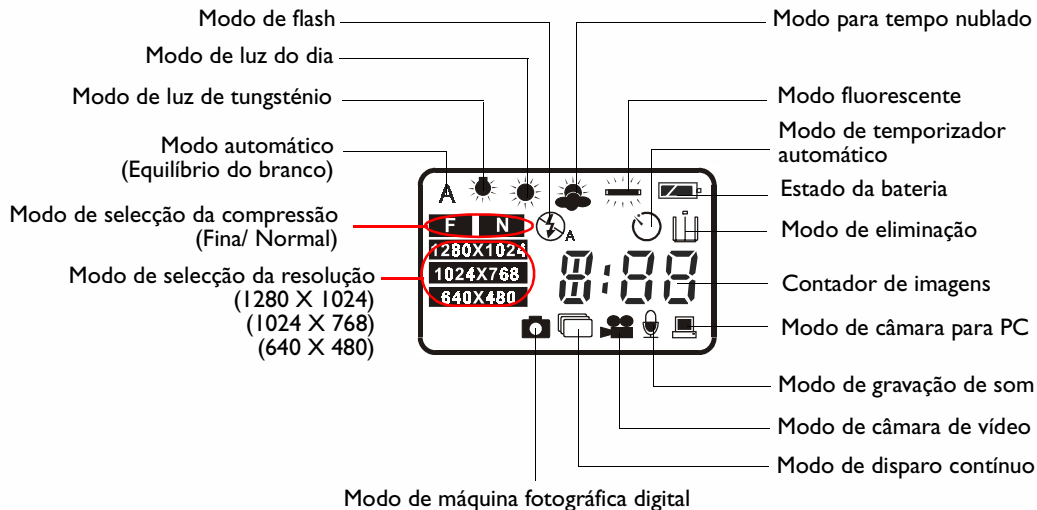 Modo de flash
Modo de luz do dia
Modo de luz de tungsténio
Modo automático
(Equilíbrio do branco)
Modo de selecção da compressão
(Fina/ Normal)
Modo de selecção da resolução
(1280 X 1024)
(1024 X 768)
(640 X 480)
A
F N
A
1280X1024
1024X768
640X480
8:88
Modo para tempo nublado
Modo fluorescente
Modo de temporizador
automático
Estado da bateria
Modo de eliminação
Contador de imagens
Modo de câmara para PC
Modo de gravação de som
Modo de câmara de vídeo
Modo de disparo contínuo
Modo de máquina fotográfica digital